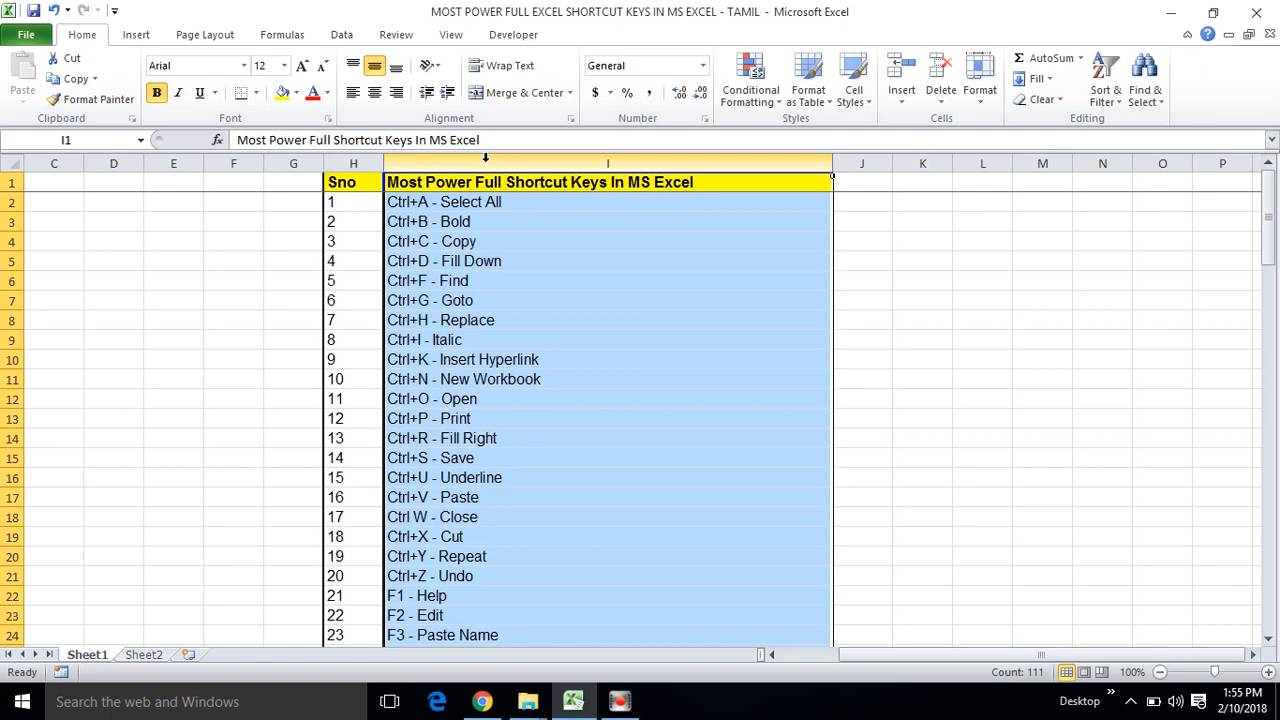 MOST POWER FULL EXCEL SHORTCUT KEYS IN MS EXCEL - TAMIL - Microsoft Excel
File Home Insert Page Layout Formulas Data Review View Developer
Paste
Cut
Copy
Format Painter
Clipboard
Arial 12
B I U
Font
Wrap Text
Merge & Center
Alignment
General
$ % ,
Number
Conditional Formatting
Format as Table
Cell Styles
Styles
Insert Delete Format
Cells
AutoSum
Fill
Clear
Sort & Filter
Find & Select
Editing
I1 fx Most Power Full Shortcut Keys In MS Excel
C D E F G H I J K L M N O P
1 Sno Most Power Full Shortcut Keys In MS Excel
2 1 Ctrl+A - Select All
3 2 Ctrl+B - Bold
4 3 Ctrl+C - Copy
5 4 Ctrl+D - Fill Down
6 5 Ctrl+F - Find
7 6 Ctrl+G - Goto
8 7 Ctrl+H - Replace
9 8 Ctrl+I - Italic
10 9 Ctrl+K - Insert Hyperlink
11 10 Ctrl+N - New Workbook
12 11 Ctrl+O - Open
13 12 Ctrl+P - Print
14 13 Ctrl+R - Fill Right
15 14 Ctrl+S - Save
16 15 Ctrl+U - Underline
17 16 Ctrl+V - Paste
18 17 Ctrl W - Close
19 18 Ctrl+X - Cut
20 19 Ctrl+Y - Repeat
21 20 Ctrl+Z - Undo
22 21 F1 - Help
23 22 F2 - Edit
24 23 F3 - Paste Name
Sheet1 Sheet2
Ready Count: 111 100%
Search the web and Windows
Desktop
1:55 PM
2/10/2018